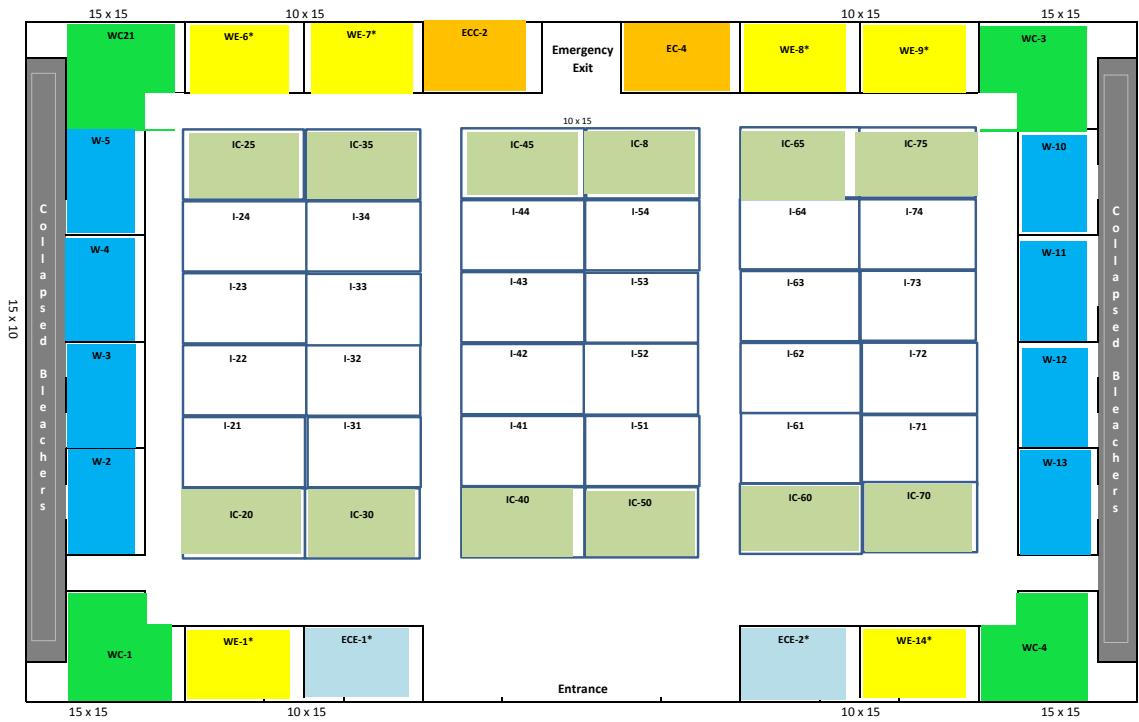 15 x 15
10 x 15
10 x 15
15 x 15
WC21
WE-6*
WE-7*
ECC-2
Emergency
Exit
EC-4
WE-8*
WE-9*
WC-3
10 x 15
W-5
IC-25
IC-35
IC-45
IC-8
IC-65
IC-75
W-10
Collapsed Bleachers
I-24
I-34
I-44
I-54
I-64
I-74
Collapsed Bleachers
W-4
W-11
I-23
I-33
I-43
I-53
I-63
I-73
15 x 10
W-3
I-22
I-32
I-42
I-52
I-62
I-72
W-12
I-21
I-31
I-41
I-51
I-61
I-71
W-2
W-13
IC-20
IC-30
IC-40
IC-50
IC-60
IC-70
WC-1
WE-1*
ECE-1*
ECE-2*
WE-14*
WC-4
Entrance
15 x 15
10 x 15
10 x 15
15 x 15